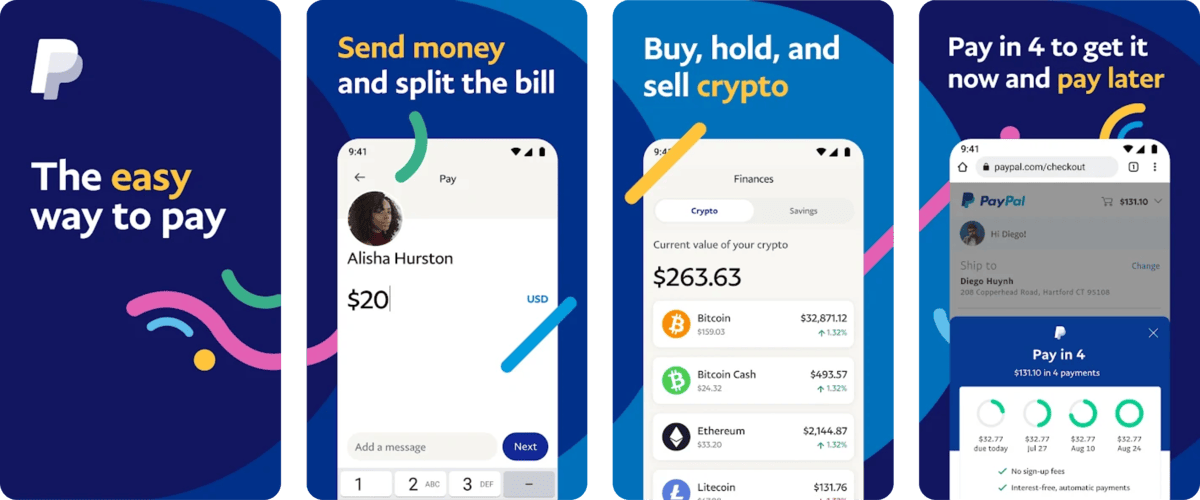 The easy
way to pay
Send money
and split the bill
9:41
Pay
Alisha Hurston
$20
USD
Add a message
Next
1
2 ABC
3 DEF
Buy, hold, and
sell crypto
9:4
Finances
Crypto
Savings
Current value of your crypto
$263.63
Bitcoin
$32,871.12
$159.03
1.32%
Bitcoin Cash
$493.57
$24.32
1.32%
Ethereum
$2,144.87
$33.20
1.32%
Litecoin
$131.76
Pay in 4 to get it
now and pay later
9:41
paypal.com/checkout
1
PayPal
$131.10
Hi Diego!
Ship to
Change
Diego Huynh
208 Copperhead Road, Hartford CT 95108
Pay in 4
$131.10 in 4 payments
$32.77
due today
$32.77
Jul 27
$32.77
Aug 10
$32.77
Aug 24
No sign-up fees
Interest-free, automatic payments